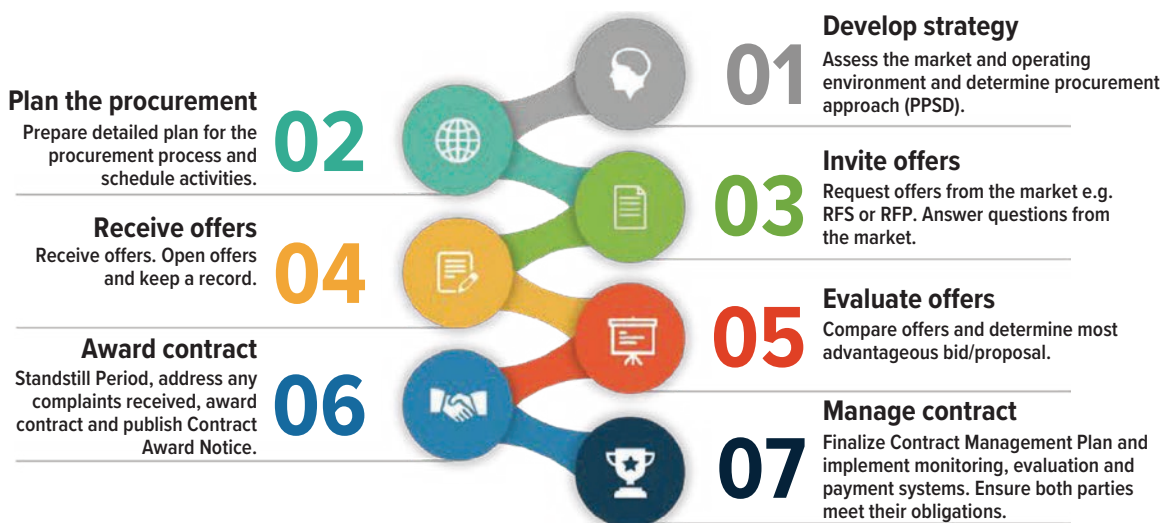 01
Develop strategy
Assess the market and operating
environment and determine procurement
approach (PPSD).
Plan the procurement
Prepare detailed plan for the
procurement process and
schedule activities.
02
03
Invite offers
Request offers from the market e.g.
RFS or RFP. Answer questions from
the market.
Receive offers
Receive offers. Open offers
and keep a record.
04
05
Evaluate offers
Compare offers and determine most
advantageous bid/proposal.
Award contract
Standstill Period, address any
complaints received, award
contract and publish Contract
Award Notice.
06
07
Manage contract
Finalize Contract Management Plan and
implement monitoring, evaluation and
payment systems. Ensure both parties
meet their obligations.